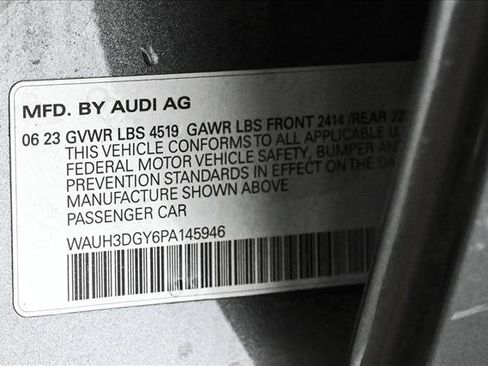 MFD. BY AUDI AG
06 23 GVWR LBS 4519 GAWR LBS FRONT 2414 /REAR
THIS VEHICLE CONFORMS TO ALL APPLICABLE
FEDERAL MOTOR VEHICLE SAFETY, BUMPER
PREVENTION STANDARDS IN EFFECT ON THE
MANUFACTURE SHOWN ABOVE
PASSENGER CAR
WAUH3DGY6PA145946